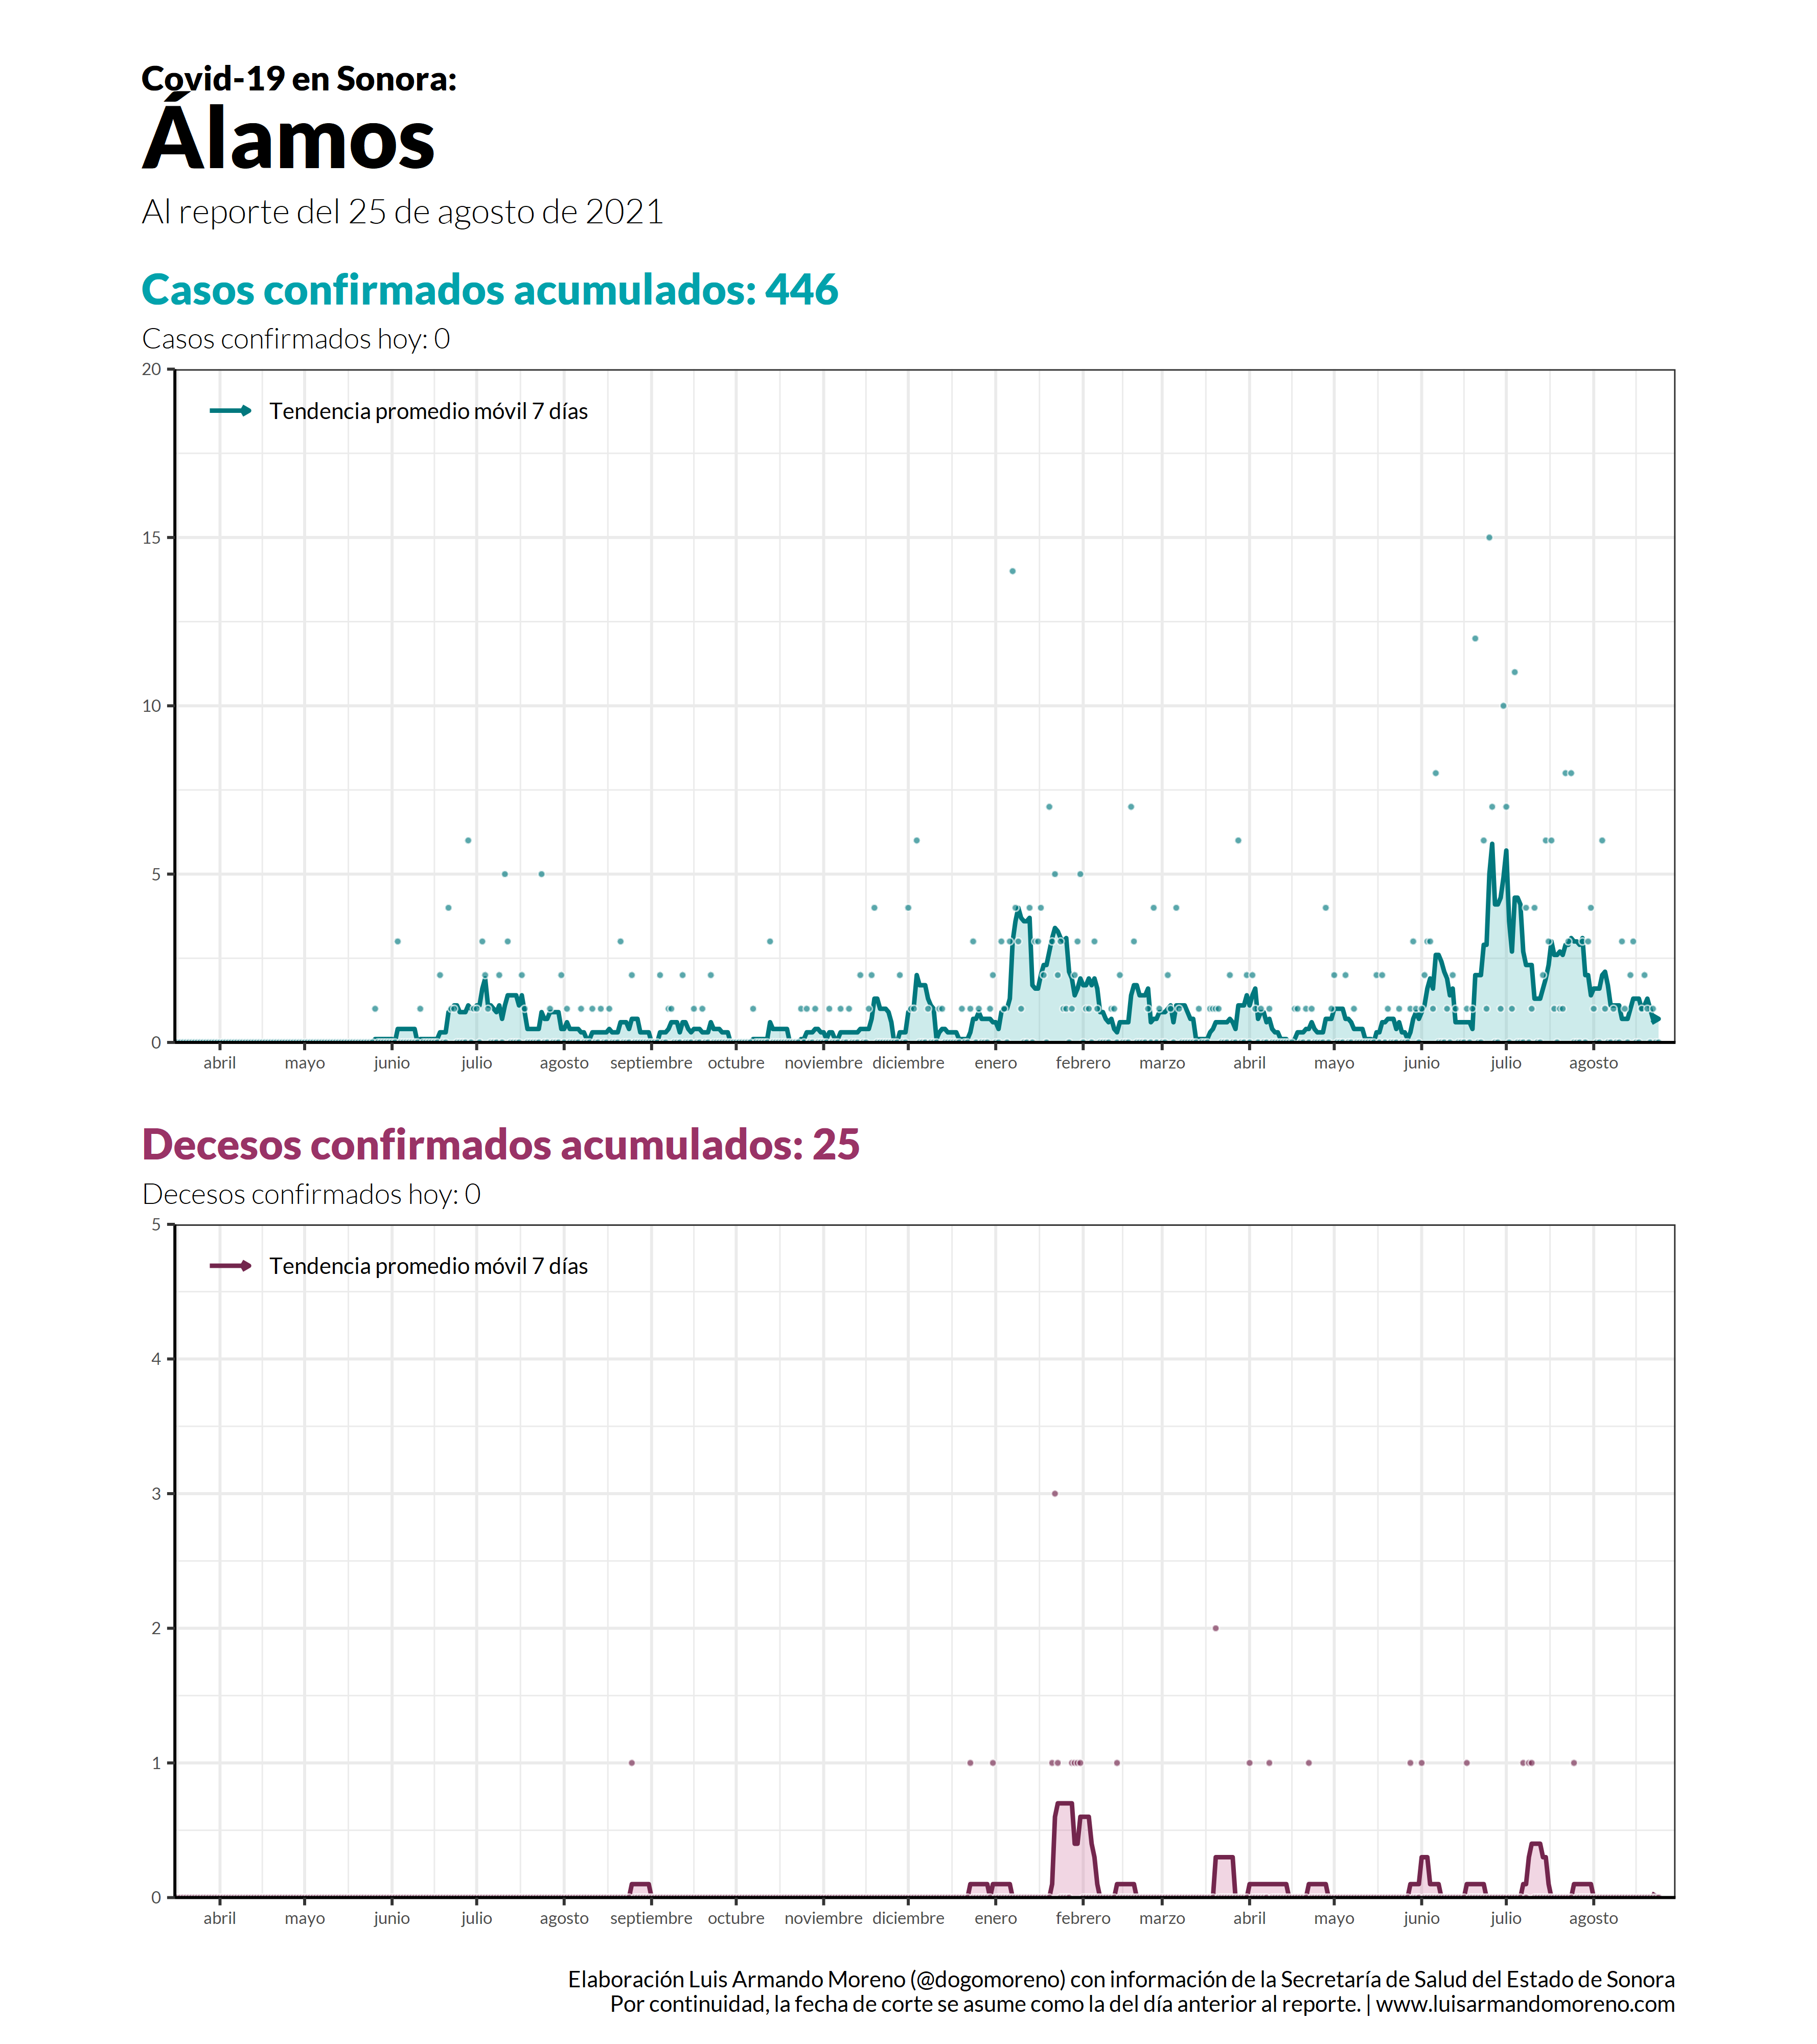 Covid-19 en Sonora:
Álamos
Al reporte del 25 de agosto de 2021
Casos confirmados acumulados: 446
Casos confirmados hoy: 0
20
Tendencia promedio móvil 7 días
15
10
5
0
abril mayo junio julio agosto septiembre octubre noviembre diciembre enero febrero marzo abril mayo junio julio agosto
Decesos confirmados acumulados: 25
Decesos confirmados hoy: 0
5
Tendencia promedio móvil 7 días
4
3
2
1
0
abril mayo junio julio agosto septiembre octubre noviembre diciembre enero febrero marzo abril mayo junio julio agosto
Elaboración Luis Armando Moreno (@dogomoreno) con información de la Secretaría de Salud del Estado de Sonora
Por continuidad, la fecha de corte se asume como la del día anterior al reporte. | www.luisarmandomoreno.com